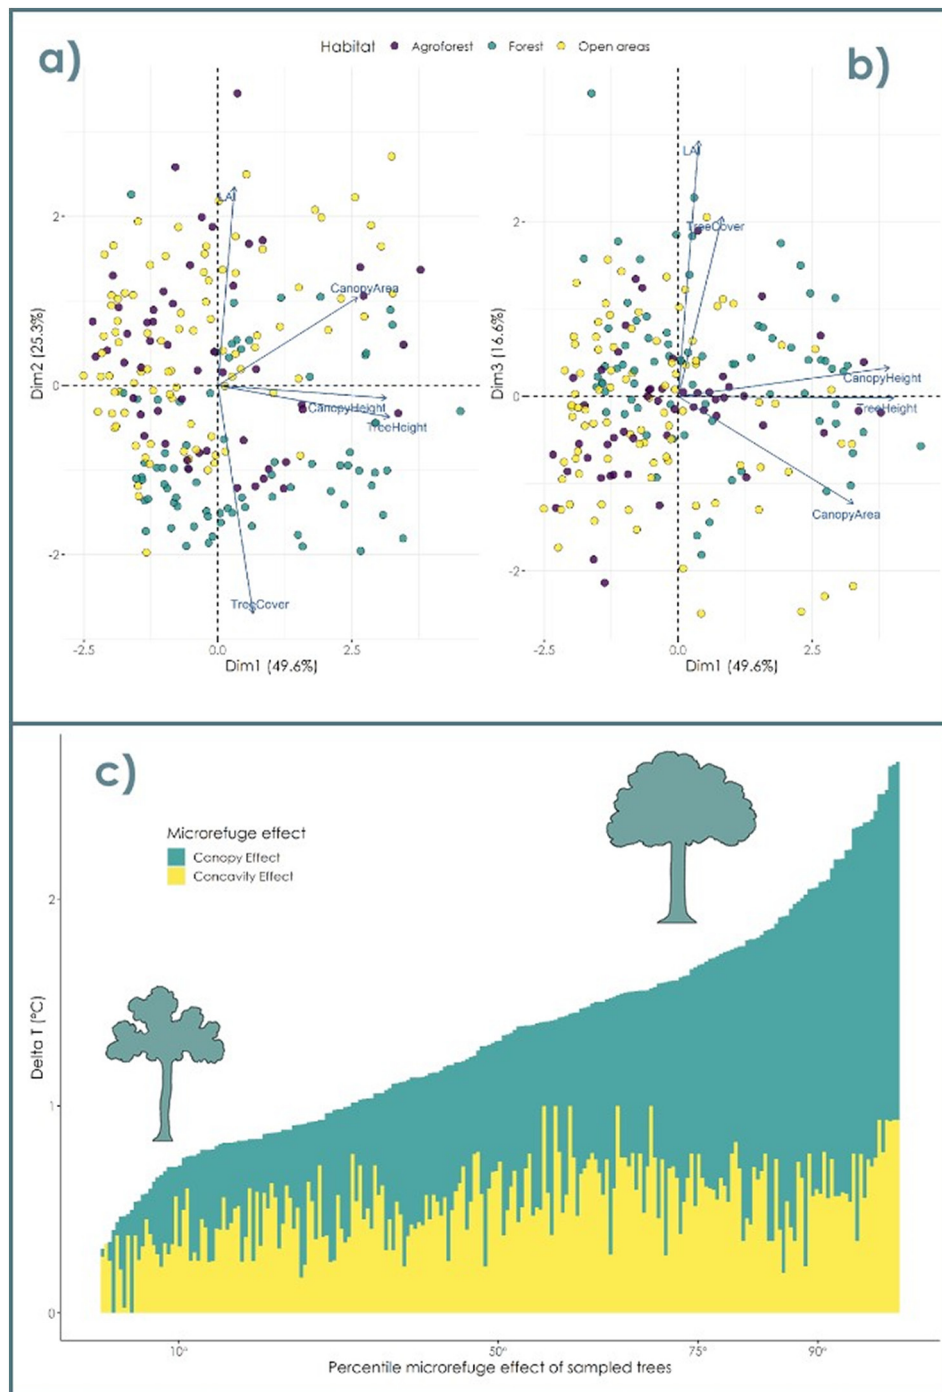 a)
Habitat Agroforest Forest Open areas
b)
LAI
CanopyArea
CanopyHeight
TreeHeight
TreeCover
2
0
-2
Dim2 (25.3%)
-2.5 0.0 2.5
Dim1 (49.6%)
LAI
TreeCover
CanopyHeight
TreeHeight
CanopyArea
2
0
-2
Dim3 (16.6%)
-2.5 0.0 2.5
Dim1 (49.6%)
c)
Microrefuge effect
Canopy Effect
Concavity Effect
2
1
0
Delta T (°C)
10° 50° 75° 90°
Percentile microrefuge effect of sampled trees